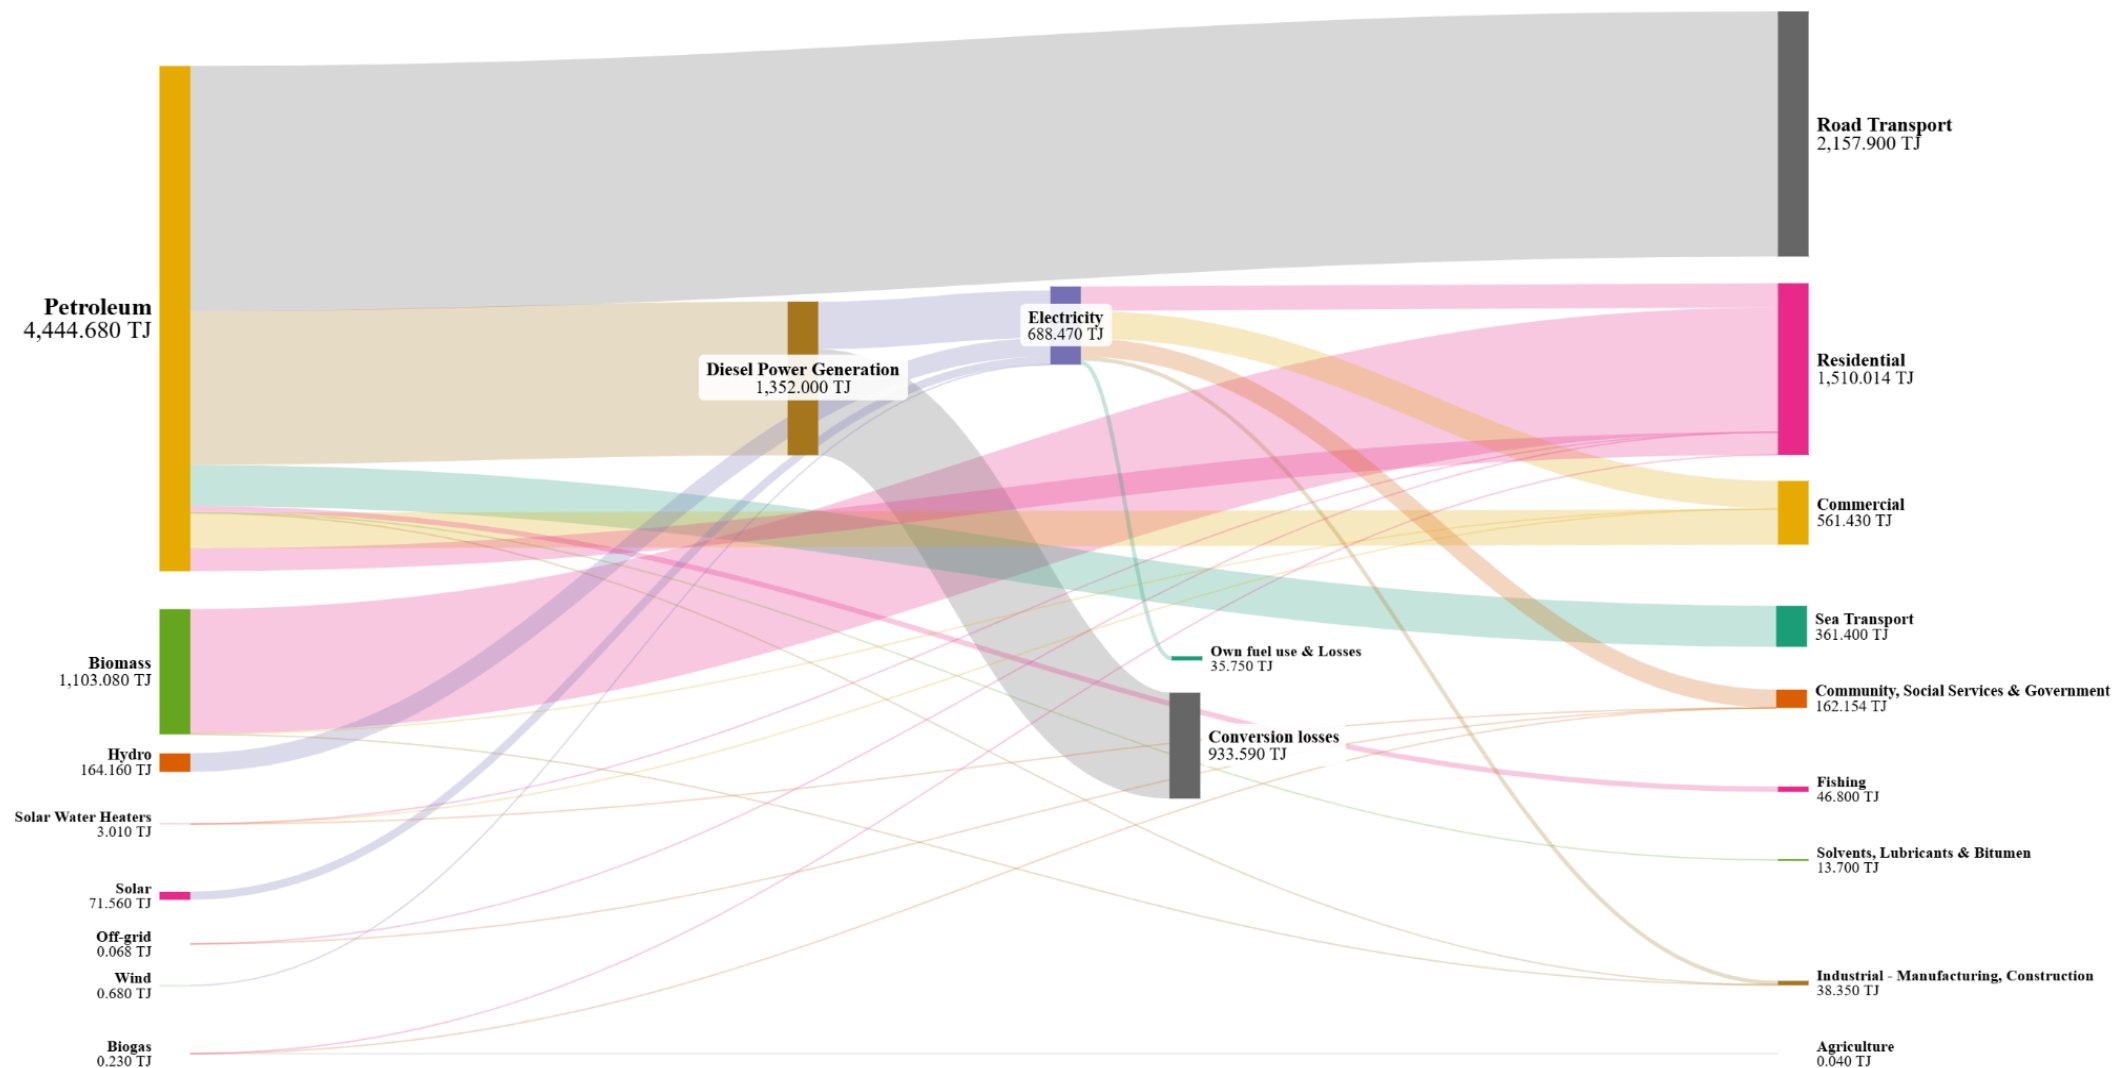 Petroleum
4,444.680 TJ
Biomass
1,103.080 TJ
Hydro
164.160 TJ
Solar Water Heaters
3.010 TJ
Solar
71.560 TJ
Off-grid
0.068 TJ
Wind
0.680 TJ
Biogas
0.230 TJ
Diesel Power Generation
1,352.000 TJ
Electricity
688.470 TJ
Own fuel use & Losses
35.750 TJ
Conversion losses
933.590 TJ
Road Transport
2,157.900 TJ
Residential
1,510.014 TJ
Commercial
561.430 TJ
Sea Transport
361.400 TJ
Community, Social Services & Government
162.154 TJ
Fishing
46.800 TJ
Solvents, Lubricants & Bitumen
13.700 TJ
Industrial - Manufacturing, Construction
38.350 TJ
Agriculture
0.040 TJ